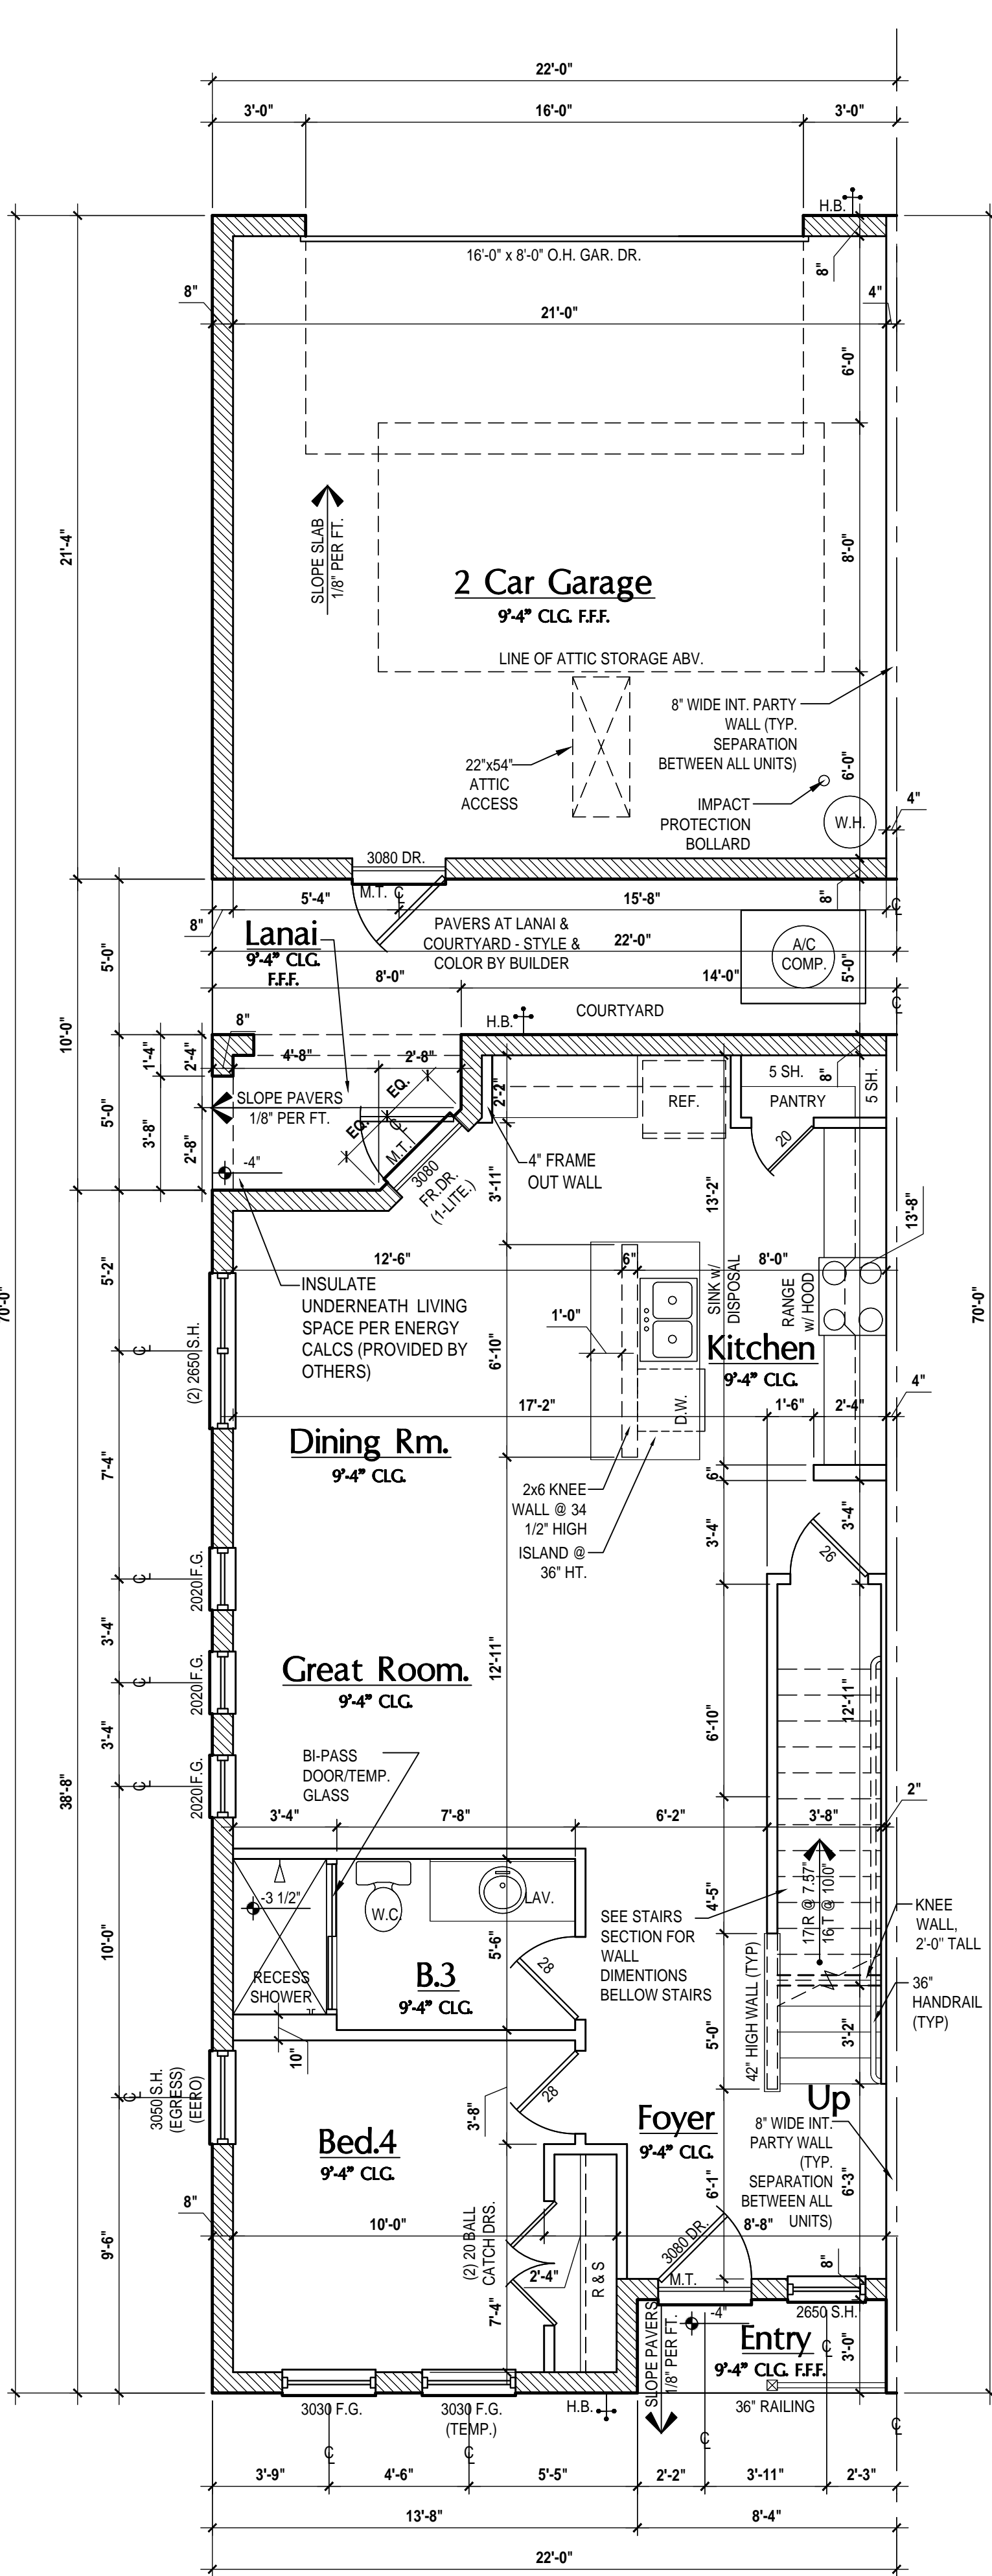 22'-0"
3'-0"
16'-0"
3'-0"
H.B.
16'-0" x 8'-0" O.H. GAR. DR.
8"
8"
4"
21'-0"
6'-0"
21'-4"
SLOPE SLAB
1/8" PER FT.
8'-0"
2 Car Garage
9'-4" CLG. F.F.F.
LINE OF ATTIC STORAGE ABV.
8" WIDE INT. PARTY
WALL (TYP.
SEPARATION
BETWEEN ALL UNITS)
6'-0"
22"x54"
ATTIC
ACCESS
IMPACT
PROTECTION
BOLLARD
W.H.
4"
3080 DR.
M.T.
5'-4"
15'-8"
8"
8"
Lanai
9'-4" CLG.
F.F.F.
PAVERS AT LANAI &
COURTYARD - STYLE &
COLOR BY BUILDER
22'-0"
A/C
COMP.
5'-0"
5'-0"
8'-0"
14'-0"
COURTYARD
H.B.
10'-0"
8"
1'-4"
2'-4"
4'-8"
2'-8"
2'-2"
REF.
5 SH.
PANTRY
5 SH.
8"
SLOPE PAVERS
1/8" PER FT.
EQ.
EQ.
M.T.
5'-0"
3'-8"
2'-8"
-4"
3080
FR.DR.
(1-LITE.)
4" FRAME
OUT WALL
20
3'-11"
13'-2"
13'-8"
70'-0"
70'-0"
5'-2"
12'-6"
6"
8'-0"
INSULATE
UNDERNEATH LIVING
SPACE PER ENERGY
CALCS (PROVIDED BY
OTHERS)
1'-0"
SINK w/
DISPOSAL
RANGE
w/ HOOD
(2) 2650 S.H.
6'-10"
Kitchen
9'-4" CLG.
D.W.
17'-2"
1'-6"
2'-4"
4"
Dining Rm.
9'-4" CLG.
7'-4"
6"
2x6 KNEE
WALL @ 34
1/2" HIGH
ISLAND @
36" HT.
3'-4"
3'-4"
26
2020 F.G.
3'-4"
Great Room.
9'-4" CLG.
12'-11"
12'-11"
2020 F.G.
6'-10"
3'-4"
38'-8"
2020 F.G.
BI-PASS
DOOR/TEMP.
GLASS
3'-4"
7'-8"
6'-2"
3'-8"
2"
-3 1/2"
W.C.
LAV.
4'-5"
17 R @ 7.57"
16 T @ 10.0"
SEE STAIRS
SECTION FOR
WALL
DIMENTIONS
BELLOW STAIRS
KNEE
WALL,
2'-0" TALL
10'-0"
5'-6"
RECESS
SHOWER
B.3
9'-4" CLG.
28
42" HIGH WALL (TYP)
36"
HANDRAIL
(TYP)
5'-0"
3'-2"
10"
3050 S.H.
(EGRESS)
(EERO)
28
3'-8"
Up
Bed.4
9'-4" CLG.
Foyer
9'-4" CLG.
8" WIDE INT.
PARTY WALL
(TYP.
SEPARATION
BETWEEN ALL
UNITS)
6'-1"
6'-3"
8"
10'-0"
8'-8"
9'-6"
(2) 20 BALL
CATCH DRS.
2'-4"
R & S
7'-4"
3080 DR.
M.T.
8"
-4"
2650 S.H.
SLOPE PAVERS
1/8" PER FT.
Entry
9'-4" CLG. F.F.F.
3'-0"
36" RAILING
3030 F.G.
3030 F.G.
(TEMP.)
H.B.
3'-9"
4'-6"
5'-5"
2'-2"
3'-11"
2'-3"
13'-8"
8'-4"
22'-0"